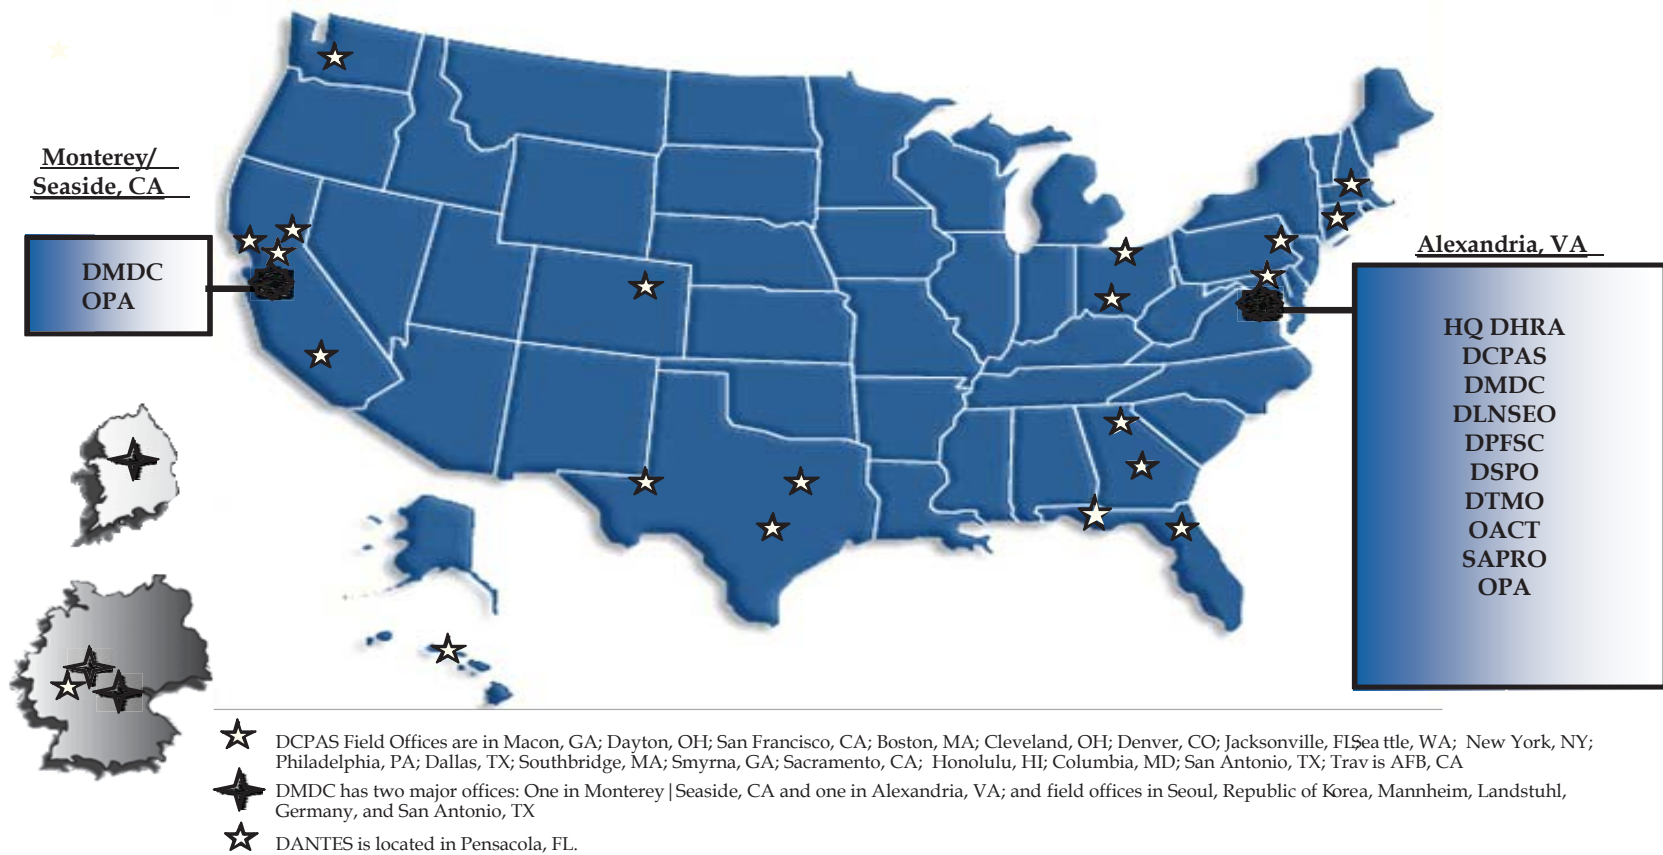 Monterey/
Seaside, CA
DMDC
OPA
Alexandria, VA
HQ DHRA
DCPAS
DMDC
DLNSEO
DPFSC
DSPO
DTMO
OACT
SAPRO
OPA
DCPAS Field Offices are in Macon, GA; Dayton, OH; San Francisco, CA; Boston, MA; Cleveland, OH; Denver, CO; Jacksonville, FL;Sea ttle, WA; New York, NY;
Philadelphia, PA; Dallas, TX; Southbridge, MA; Smyrna, GA; Sacramento, CA; Honolulu, HI; Columbia, MD; San Antonio, TX; Trav is AFB, CA
DMDC has two major offices: One in Monterey|Seaside, CA and one in Alexandria, VA; and field offices in Seoul, Republic of Korea, Mannheim, Landstuhl,
Germany, and San Antonio, TX
DANTES is located in Pensacola, FL.